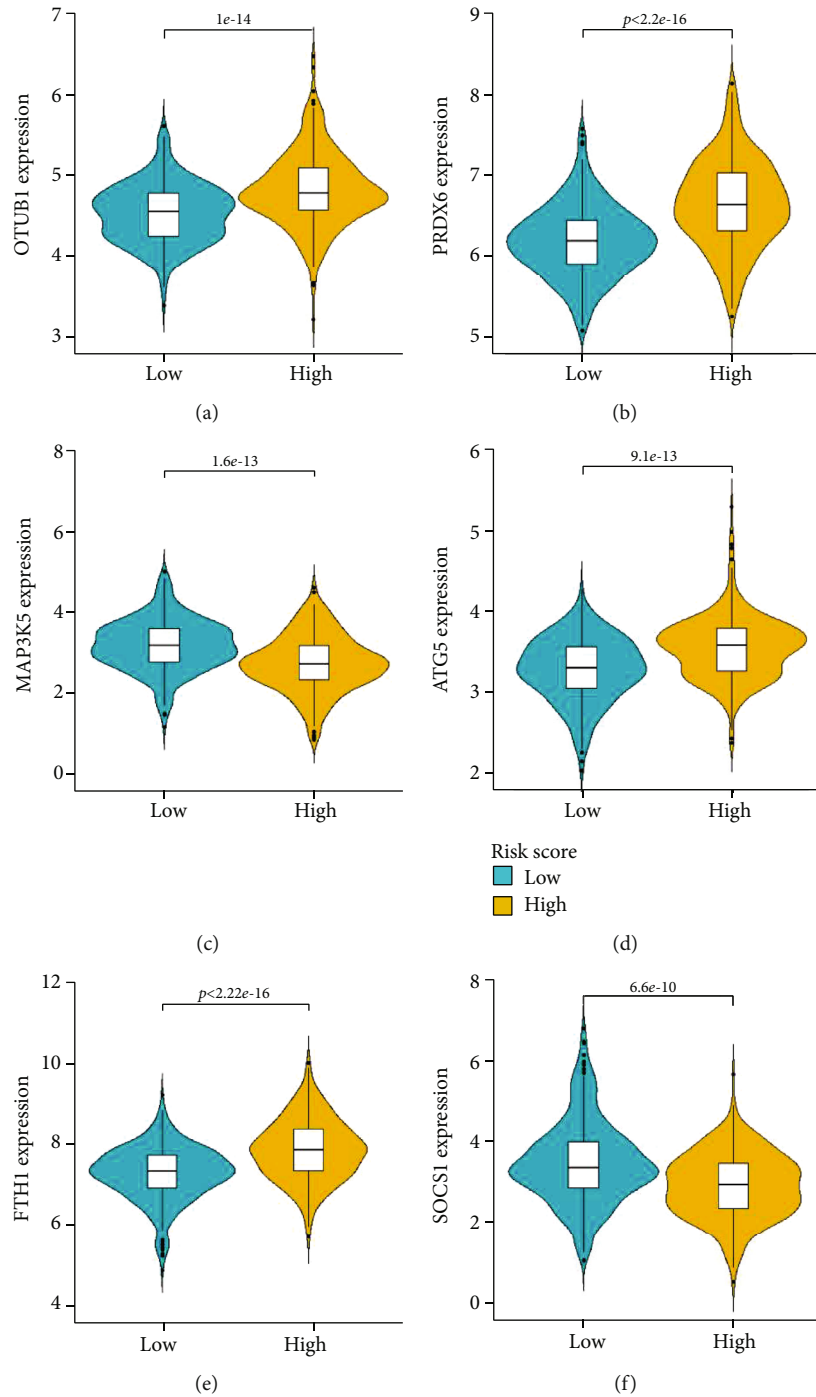 7
6
5
4
3
OTUB1 expression
1e-14
Low
High
(a)
9
8
7
6
5
PRDX6 expression
p<2.2e-16
Low
High
(b)
8
6
4
2
0
MAP3K5 expression
1.6e-13
Low
High
(c)
6
5
4
3
2
ATG5 expression
9.1e-13
Low
High
Risk score
Low
High
(d)
12
10
8
6
4
FTH1 expression
p<2.22e-16
Low
High
(e)
8
6
4
2
0
SOCS1 expression
6.6e-10
Low
High
(f)